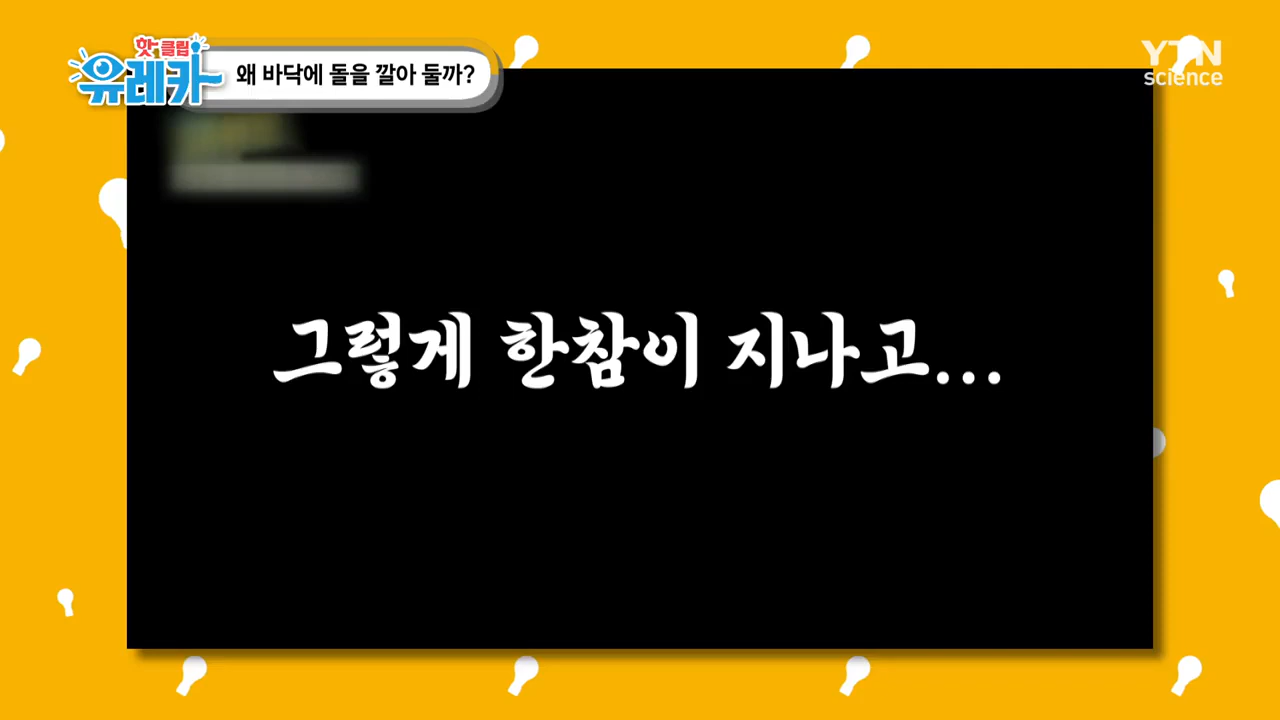 핫클립
유레카
왜 바닥에 돌을 깔아 둘까?
YTN
science
그렇게 한참이 지나고...